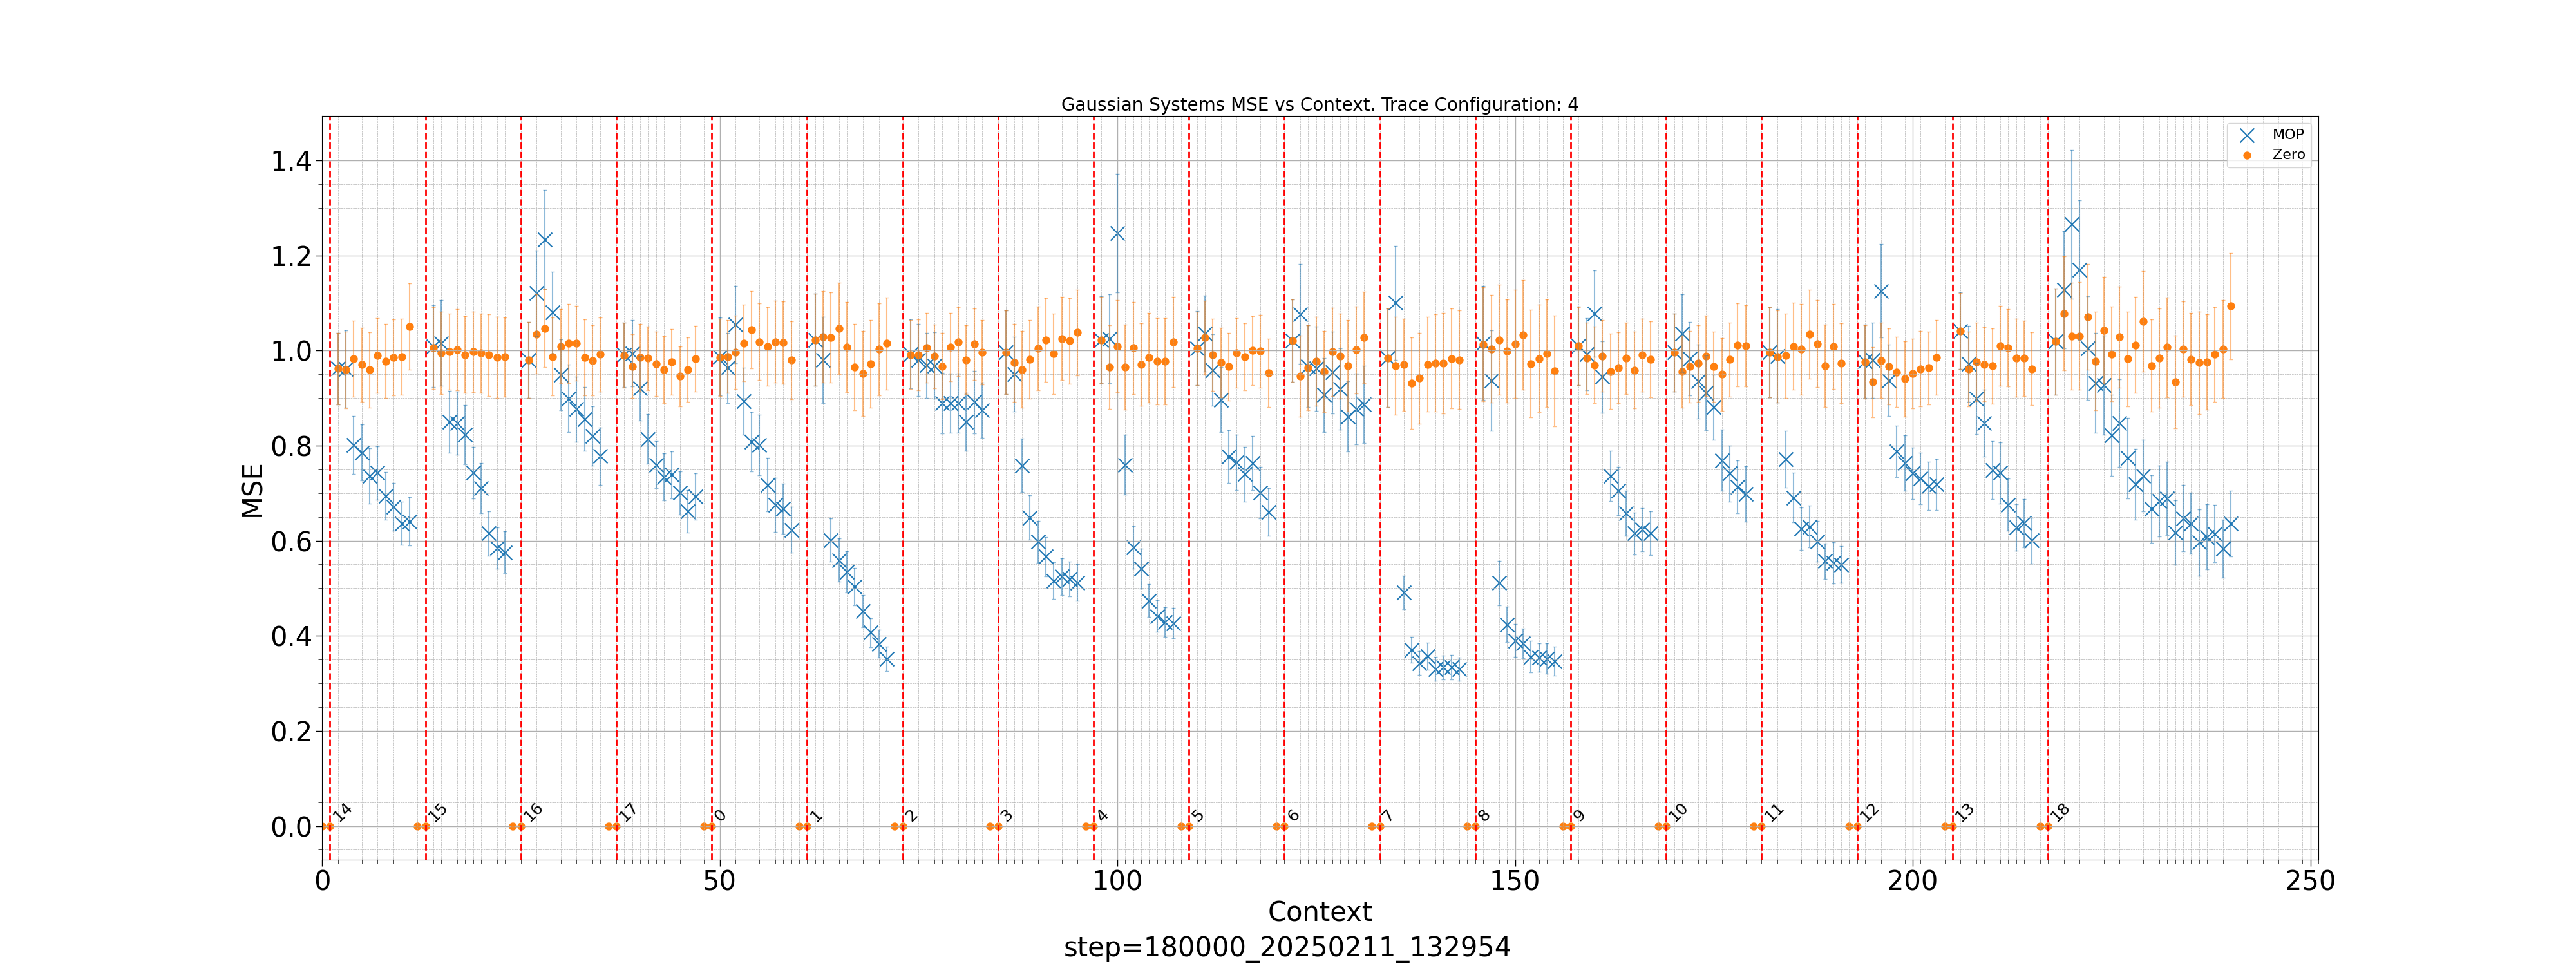 Gaussian Systems MSE vs Context. Trace Configuration: 4
MOP
Zero
1.4
1.2
1.0
0.8
0.6
0.4
0.2
0.0
MSE
14 15 16 17 0 1 2 3 4 5 6 7 8 9 10 11 12 13 18
0 50 100 150 200 250
Context
step=180000_20250211_132954